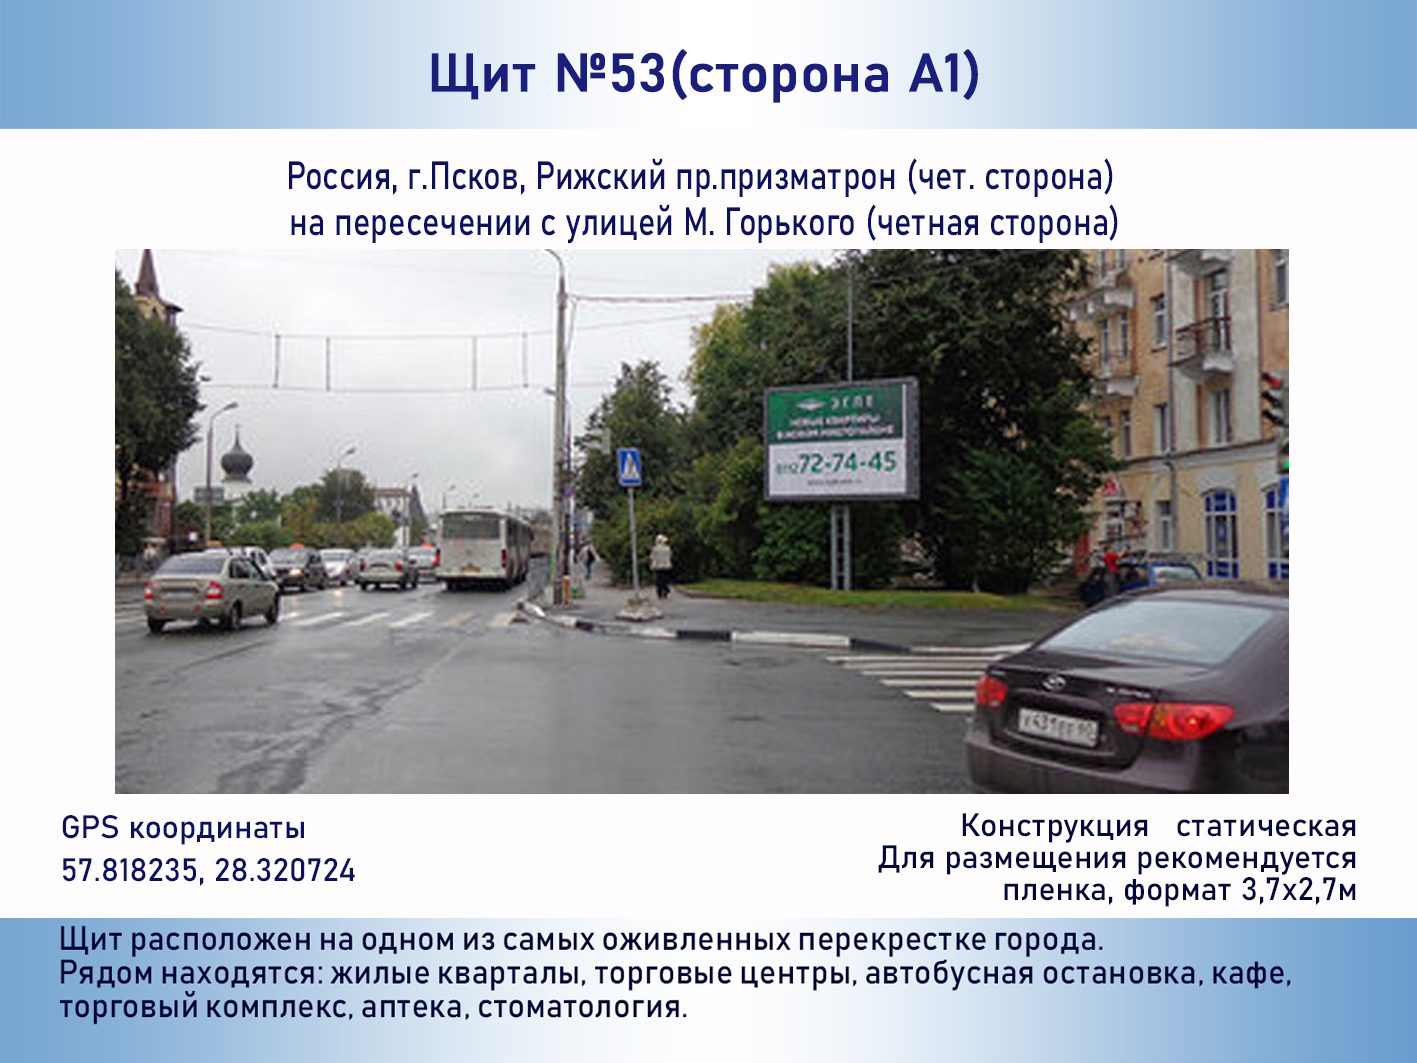 Щит №53(сторона А1)
Россия, г.Псков, Рижский пр.призматрон (чет. сторона)
на пересечении с улицей М. Горького (четная сторона)
ЭГЛЕ
НОВЫЕ КВАРТИРЫ
72-74-45
GPS координаты
57.818235, 28.320724
Конструкция статическая
Для размещения рекомендуется
пленка, формат 3,7х2,7м
Щит расположен на одном из самых оживленных перекрестке города.
Рядом находятся: жилые кварталы, торговые центры, автобусная остановка, кафе,
торговый комплекс, аптека, стоматология.